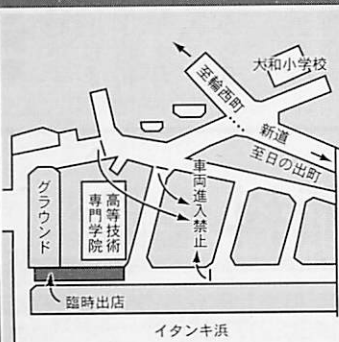 大和小学校
至輪西町
新道
至日の出町
車両進入禁止
グラウンド
高等技術
専門学院
臨時出店
イタンキ浜